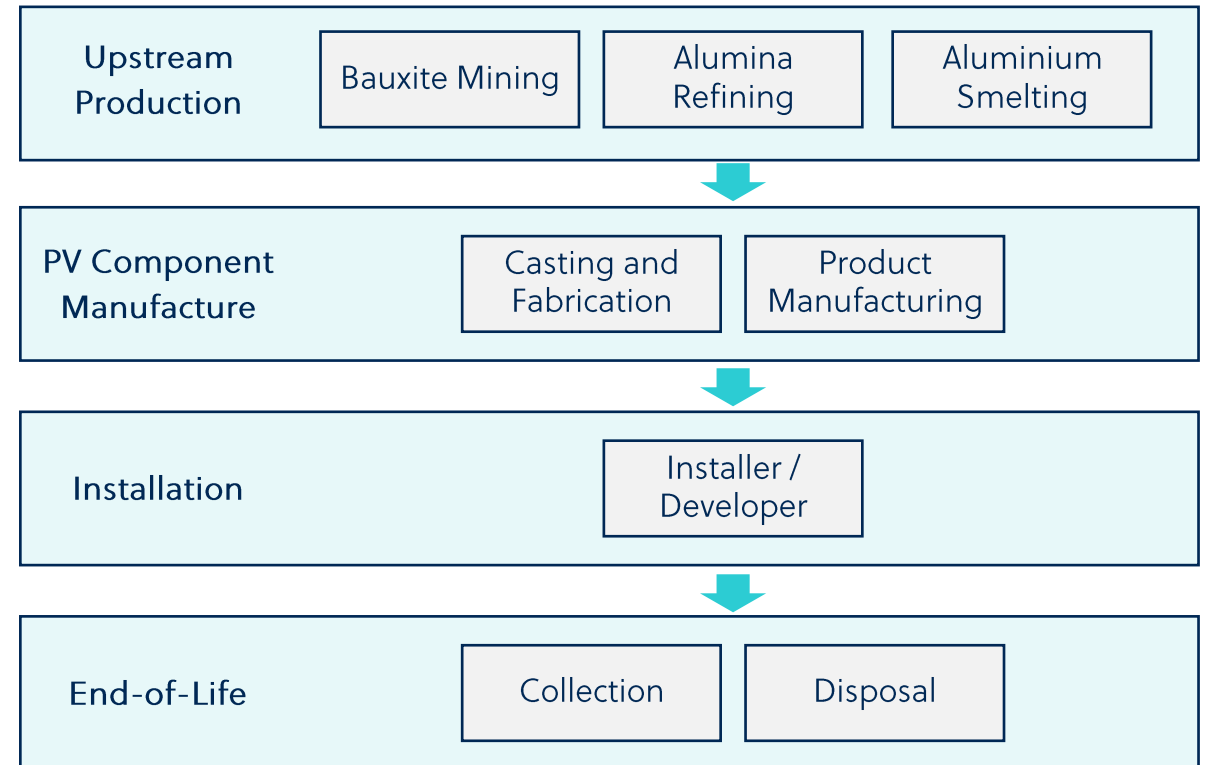 Upstream
Production
Bauxite Mining
Alumina
Refining
Aluminium
Smelting
PV Component
Manufacture
Casting and
Fabrication
Product
Manufacturing
Installation
Installer /
Developer
End-of-Life
Collection
Disposal